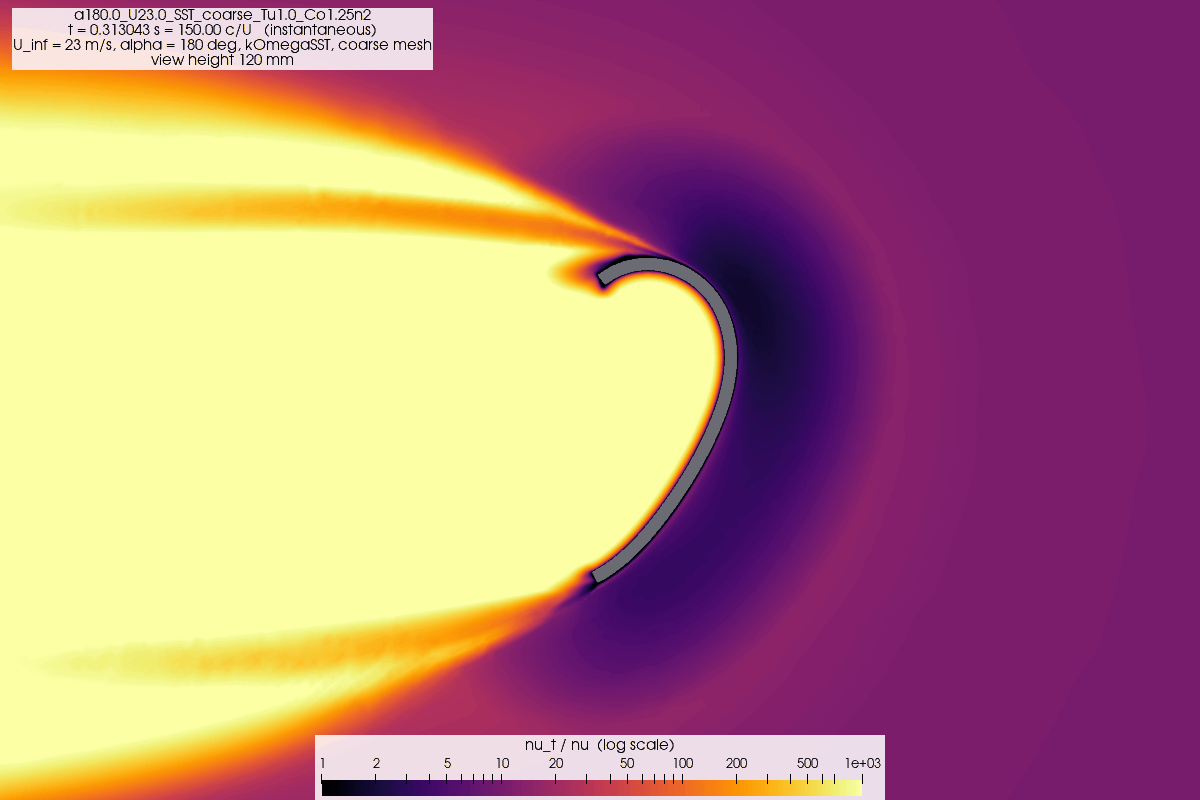 a180.0_U23.0_SST_coarse_Tu1.0_Co1.25n2
t = 0.313043 s = 150.00 c/U (instantaneous)
U_inf = 23 m/s, alpha = 180 deg, kOmegaSST, coarse mesh
view height 120 mm
nu_t / nu (log scale)
1 2 5 10 20 50 100 200 500 1e+03